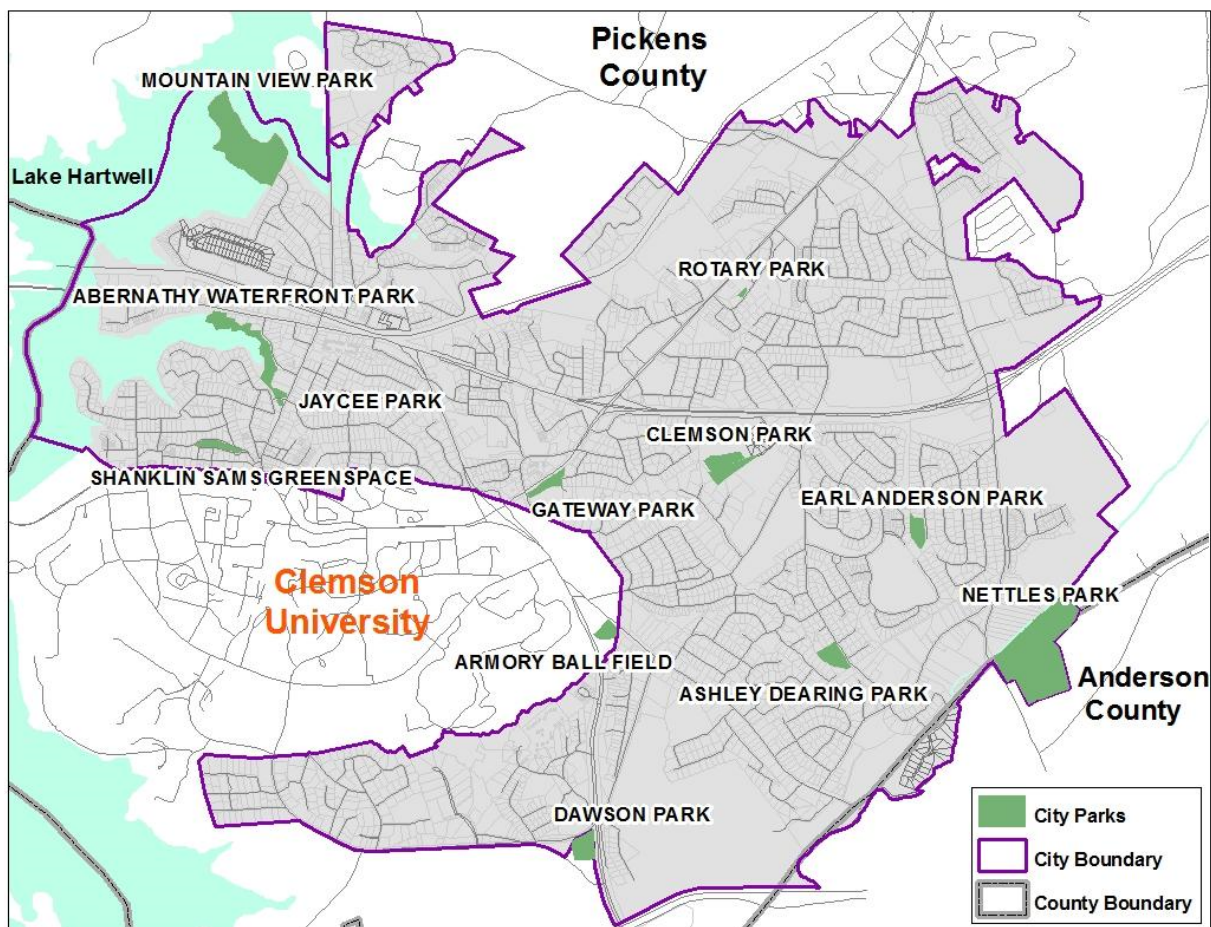 Pickens
County
MOUNTAIN VIEW PARK
Lake Hartwell
ROTARY PARK
ABERNATHY WATERFRONT PARK
JAYCEE PARK
CLEMSON PARK
SHANKLIN SAMS GREENSPACE
EARL ANDERSON PARK
GATEWAY PARK
Clemson
University
NETTLES PARK
ARMORY BALL FIELD
ASHLEY DEARING PARK
Anderson
County
DAWSON PARK
City Parks
City Boundary
County Boundary